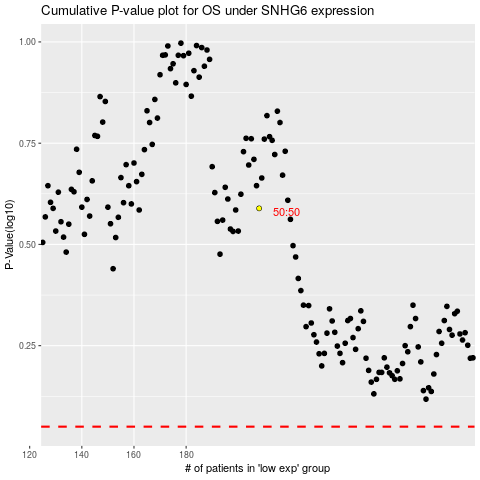 Cumulative P-value plot for OS under SNHG6 expression
1.00
0.75
0.50
0.25
P-Value(log10)
50:50
120 140 160 180
# of patients in 'low exp' group